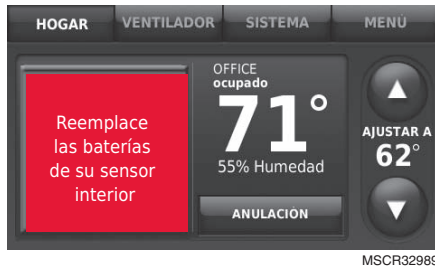 HOGAR VENTILADOR SISTEMA MENÚ
Reemplace
las baterías
de su sensor
interior
OFFICE
ocupado
71°
55% Humedad
ANULACIÓN
AJUSTAR A
62°
MSCR32989